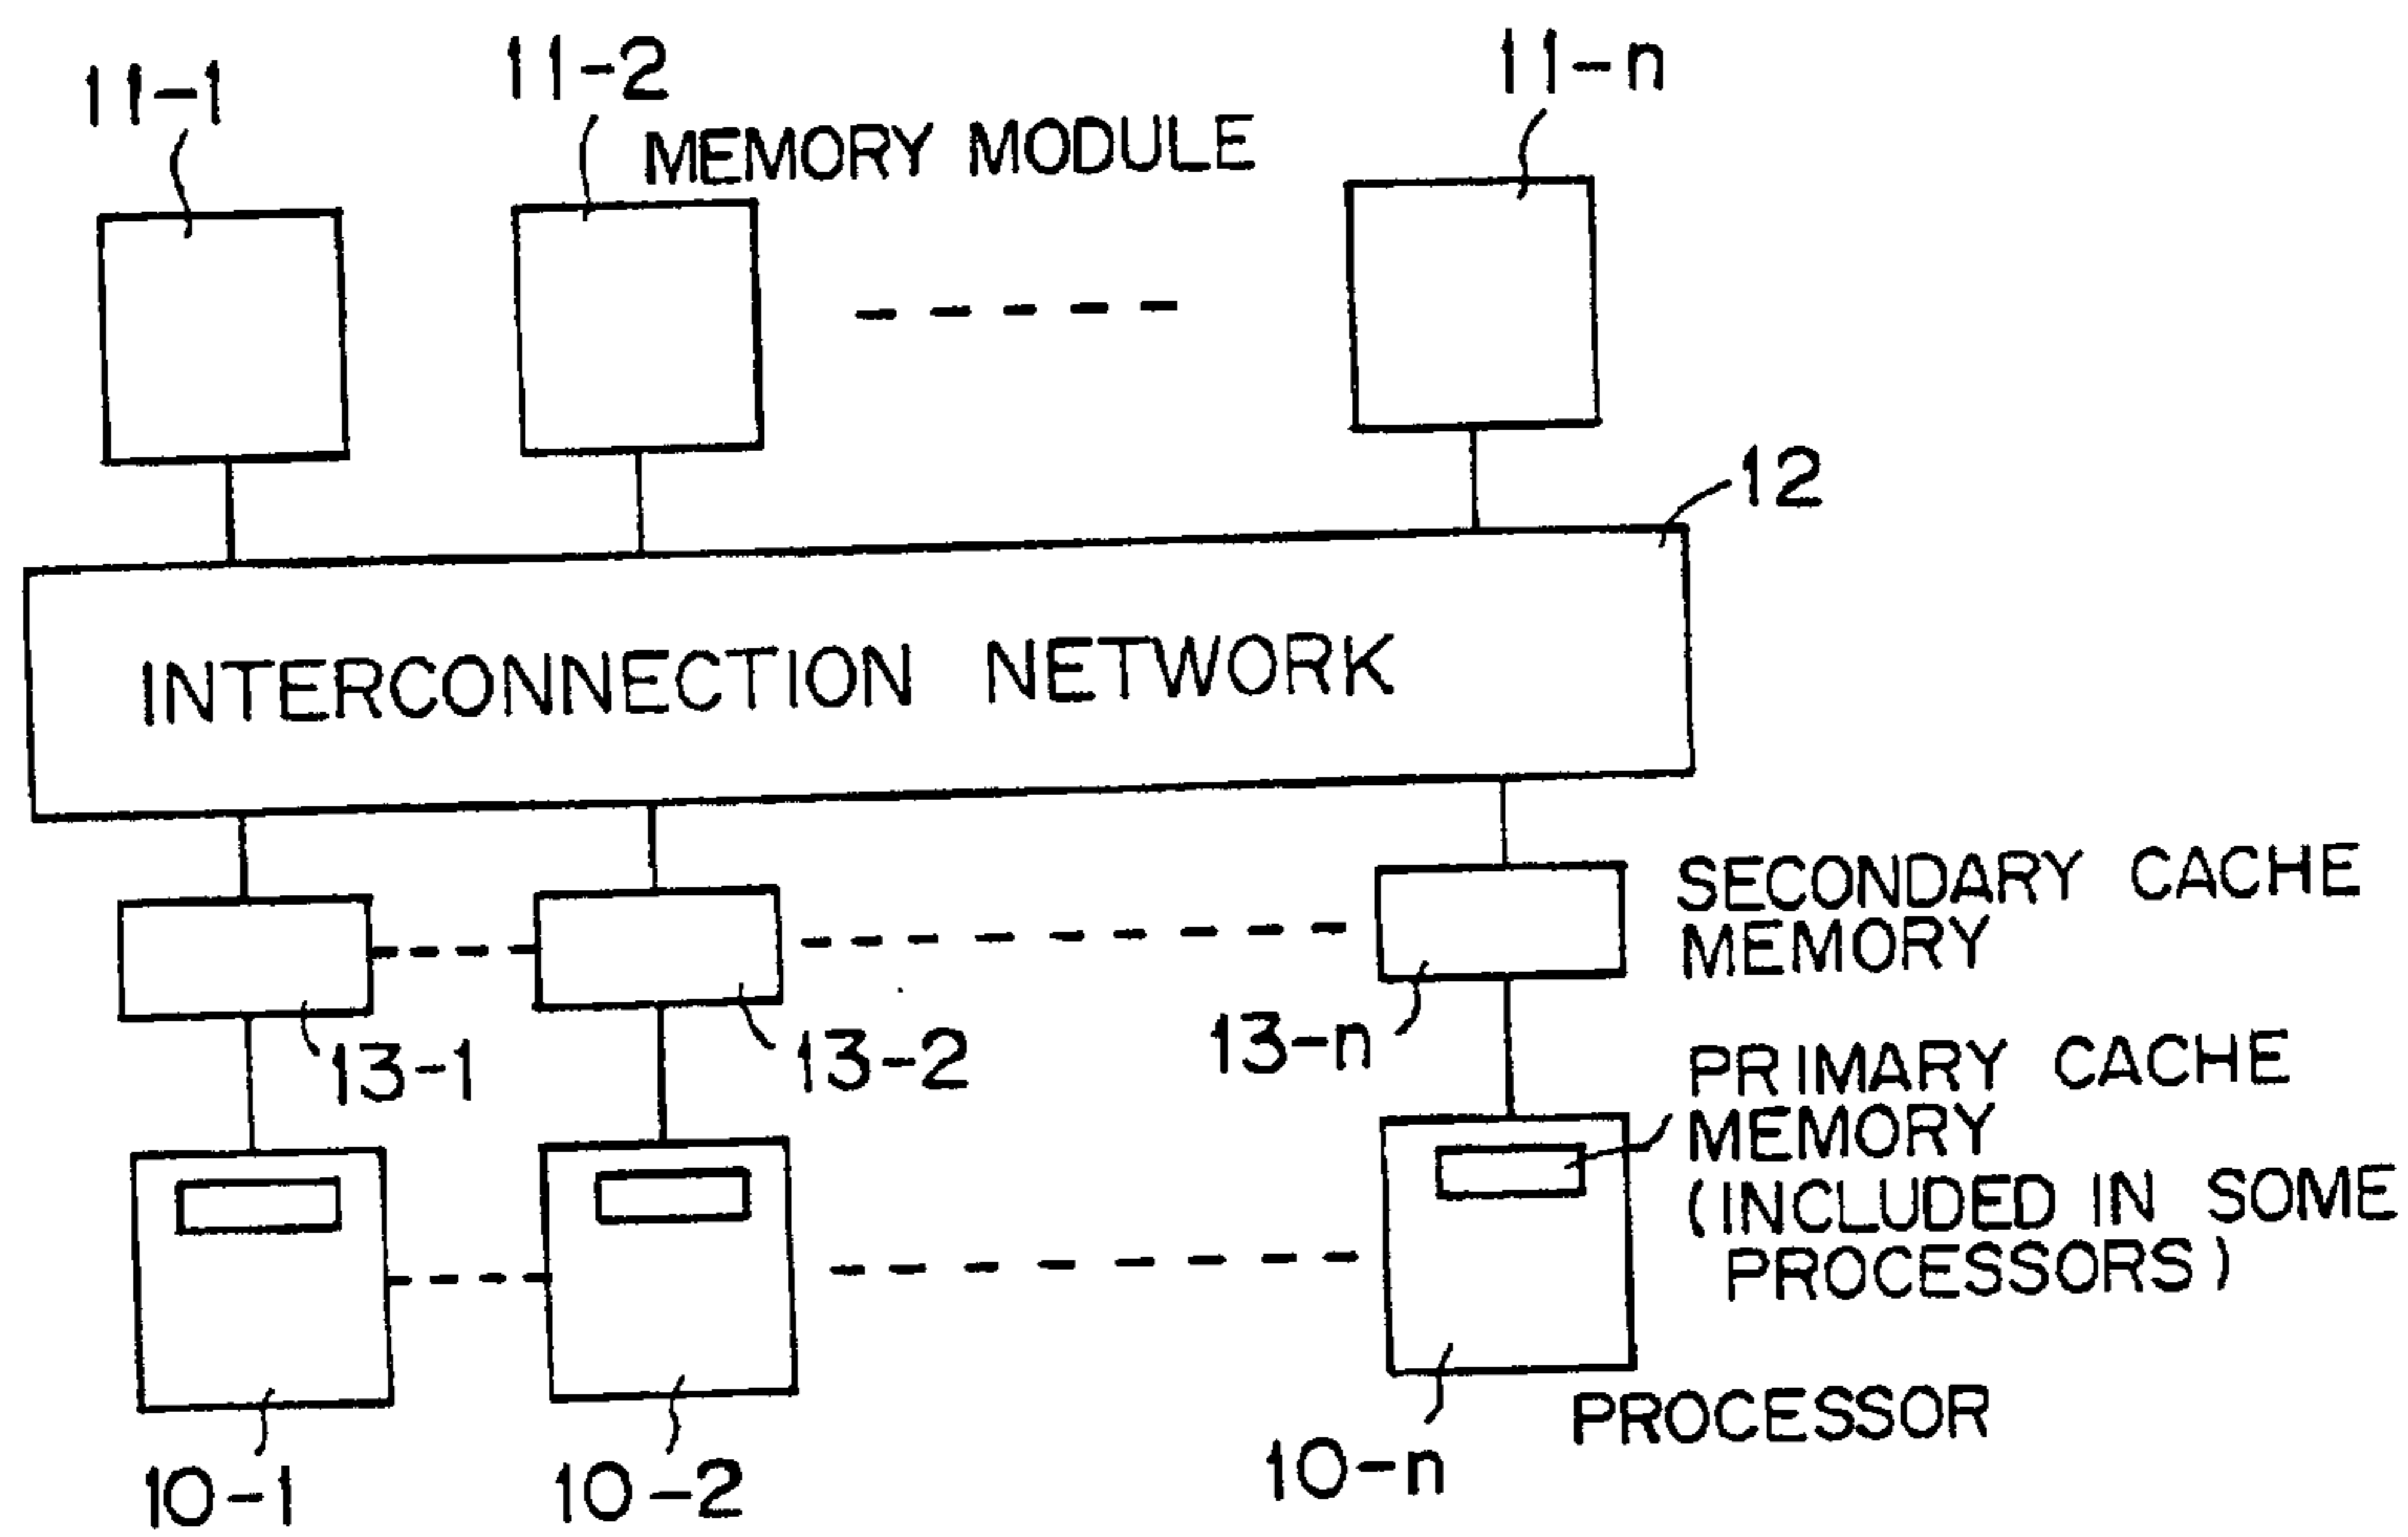 11-1
11-2
11-n
MEMORY MODULE
12
INTERCONNECTION NETWORK
SECONDARY CACHE
MEMORY
13-1
13-2
13-n
PRIMARY CACHE
MEMORY
(INCLUDED IN SOME
PROCESSORS)
PROCESSOR
10-1
10-2
10-n